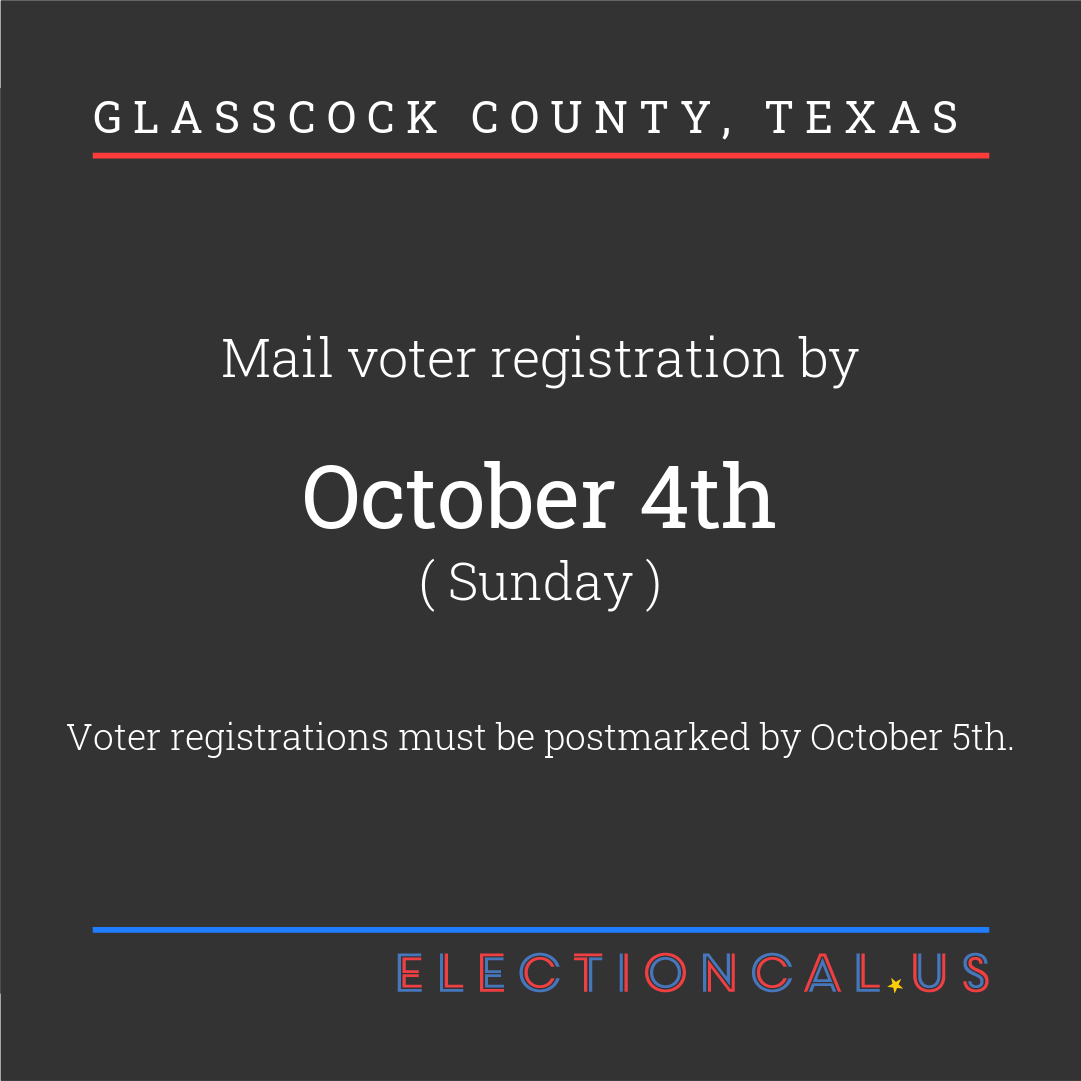 GLASSCOCK COUNTY, TEXAS
Mail voter registration by
October 4th
( Sunday )
Voter registrations must be postmarked by October 5th.
ELECTIONCAL.US